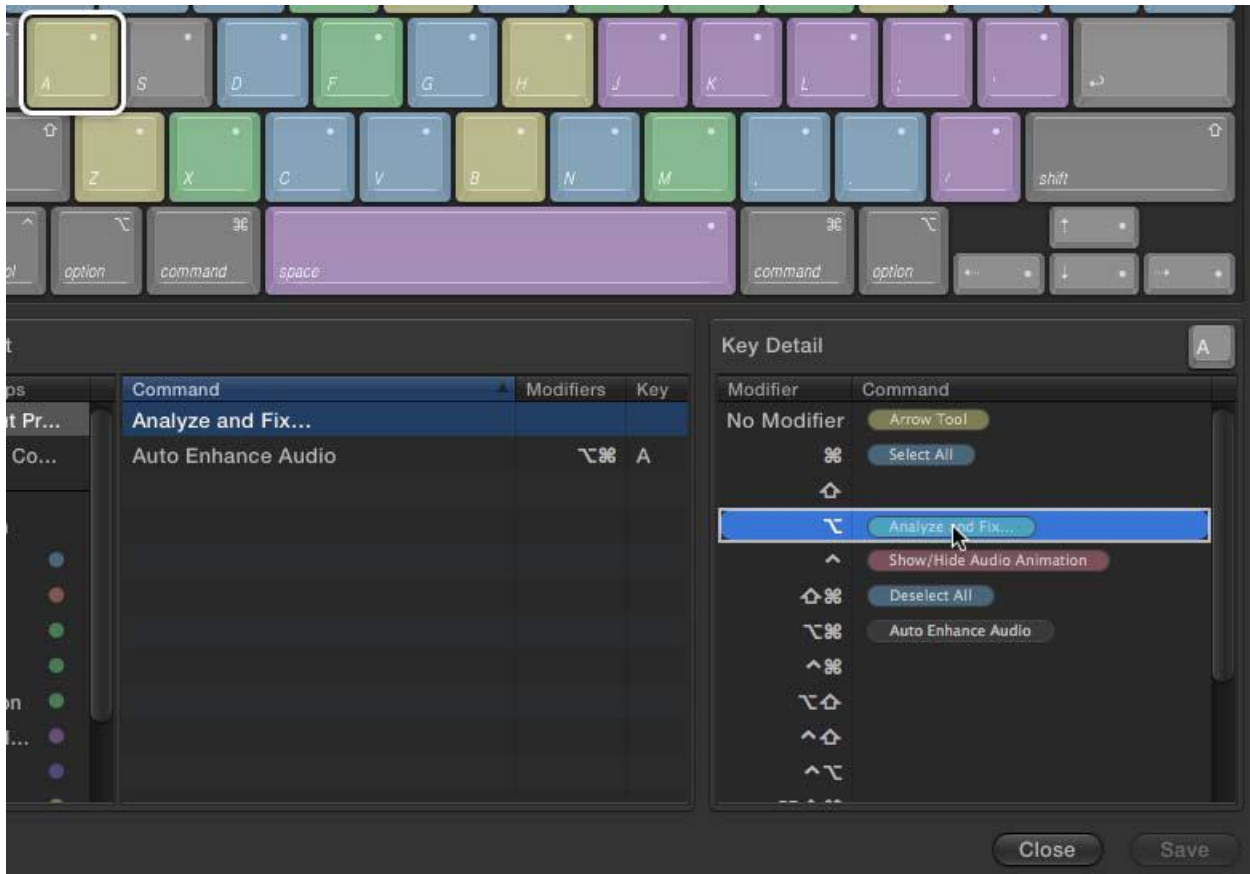 A S D F G H J K L ; ' ↩
⇧ Z X C V B N M , . / shift ⇧
^ ⌥ ⌘ ⌘ ⌥ ↑
option command space command option ← ↓ →
Key Detail A
Command Modifiers Key Modifier Command
t Pr... Analyze and Fix... No Modifier Arrow Tool
Co... Auto Enhance Audio ⌥⌘ A ⌘ Select All
⇧
⌥ Analyze and Fix...
^ Show/Hide Audio Animation
⇧⌘ Deselect All
⌥⌘ Auto Enhance Audio
^⌘
⌥⇧
^⇧
^⌥
Close Save